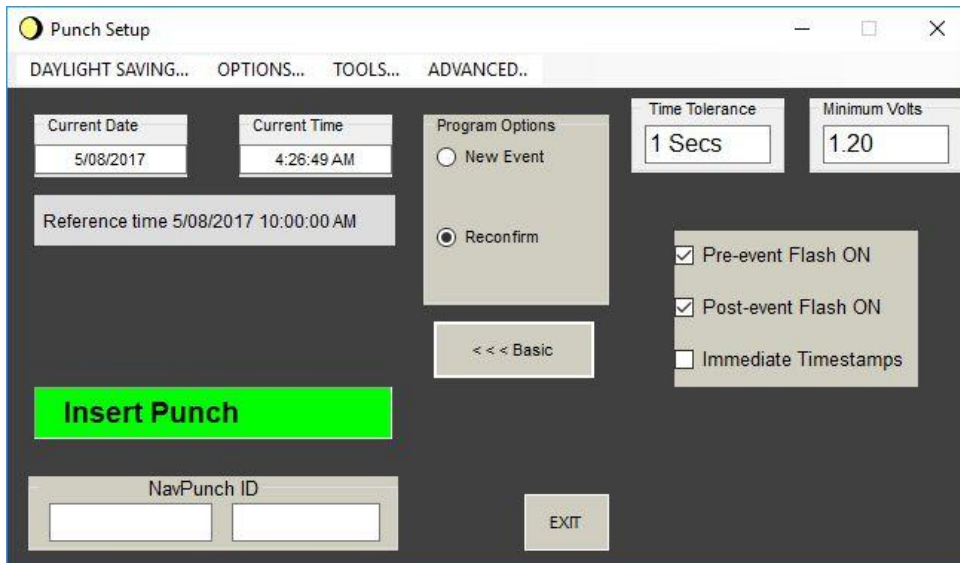 Punch Setup
DAYLIGHT SAVING... OPTIONS... TOOLS... ADVANCED..
Current Date
5/08/2017
Current Time
4:26:49 AM
Program Options
New Event
Reconfirm
Time Tolerance
1 Secs
Minimum Volts
1.20
Reference time 5/08/2017 10:00:00 AM
Pre-event Flash ON
Post-event Flash ON
Immediate Timestamps
< < < Basic
Insert Punch
NavPunch ID
EXIT